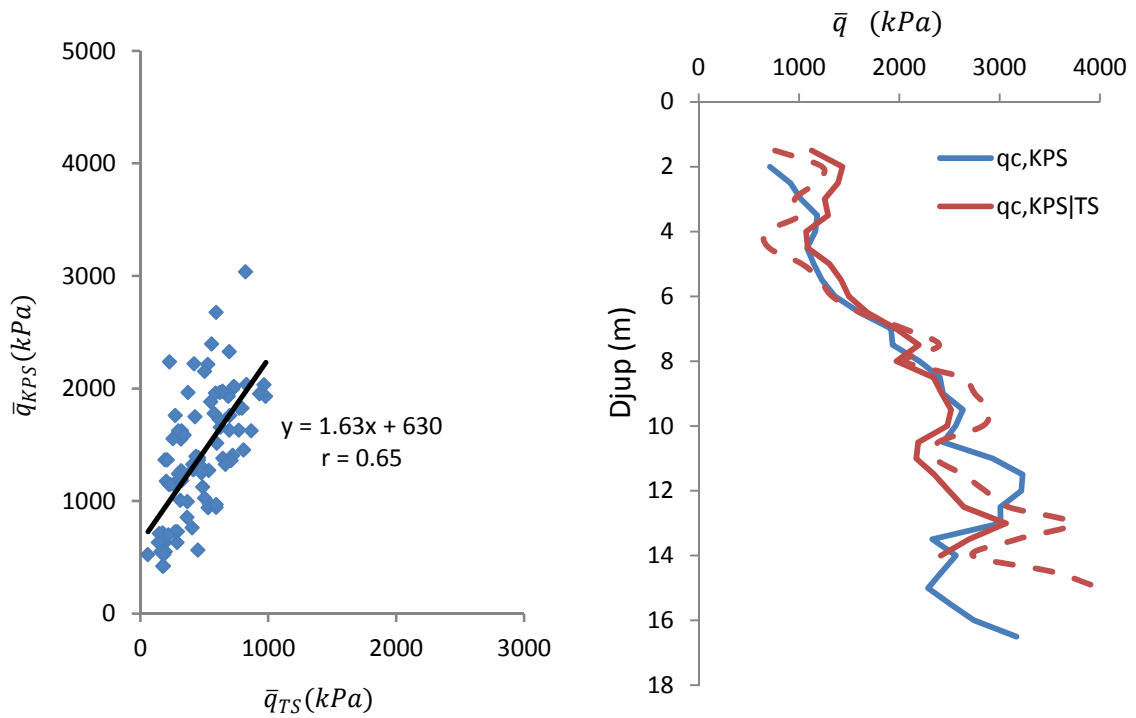 5000
4000
3000
2000
1000
0
0 1000 2000 3000
q̄_KPS (kPa)
q̄_TS (kPa)
y = 1.63x + 630
r = 0.65
q̄ (kPa)
0 1000 2000 3000 4000
0
2
4
6
8
10
12
14
16
18
Djup (m)
qc,KPS
qc,KPS|TS